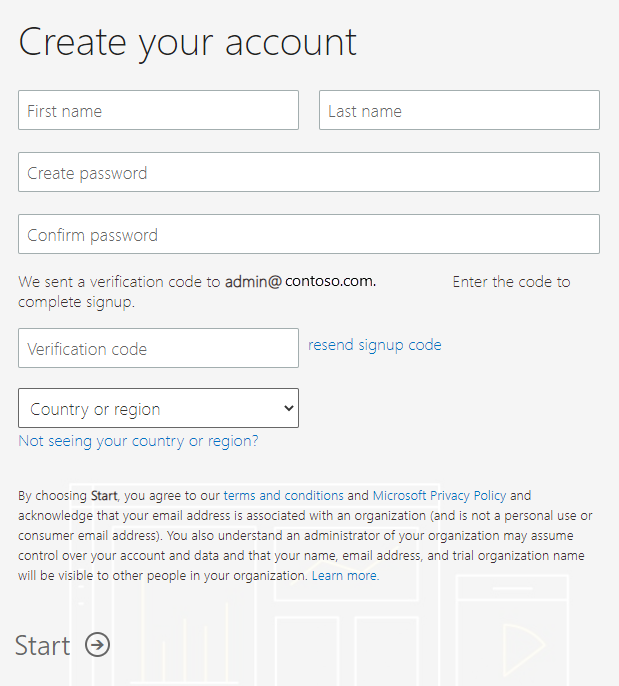 Create your account
First name Last name
Create password
Confirm password
We sent a verification code to admin@contoso.com. Enter the code to
complete signup.
Verification code resend signup code
Country or region
Not seeing your country or region?
By choosing Start, you agree to our terms and conditions and Microsoft Privacy Policy and
acknowledge that your email address is associated with an organization (and is not a personal use or
consumer email address). You also understand an administrator of your organization may assume
control over your account and data and that your name, email address, and trial organization name
will be visible to other people in your organization. Learn more.
Start